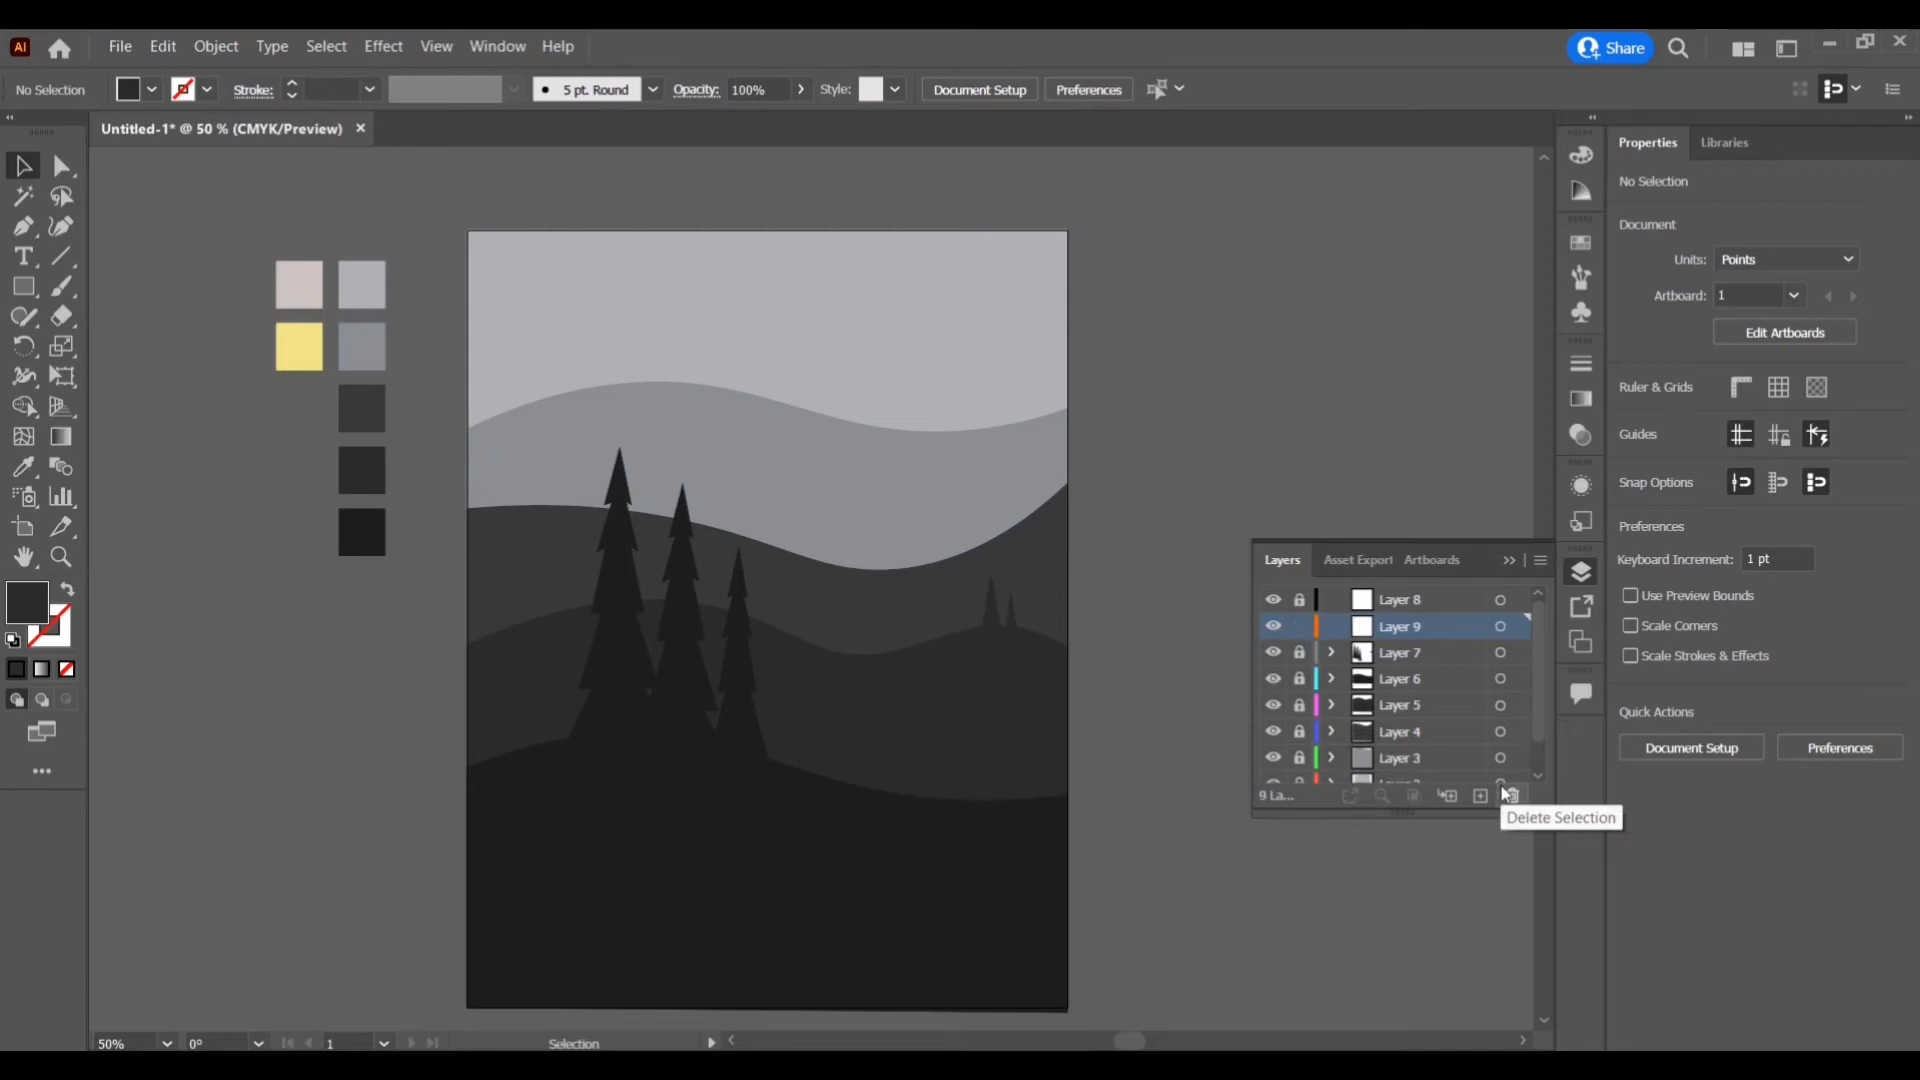 Ai
File Edit Object Type Select Effect View Window Help
Share
No Selection
Stroke:
5 pt. Round
Opacity: 100%
Style:
Document Setup
Preferences
Untitled-1* @ 50 % (CMYK/Preview)
Properties
Libraries
No Selection
Document
Units: Points
Artboard: 1
Edit Artboards
Ruler & Grids
Guides
Snap Options
Preferences
Keyboard Increment: 1 pt
Use Preview Bounds
Scale Corners
Scale Strokes & Effects
Quick Actions
Document Setup
Preferences
Layers
Asset Export
Artboards
Layer 8
Layer 9
Layer 7
Layer 6
Layer 5
Layer 4
Layer 3
9 La...
Delete Selection
50%
0°
1
Selection